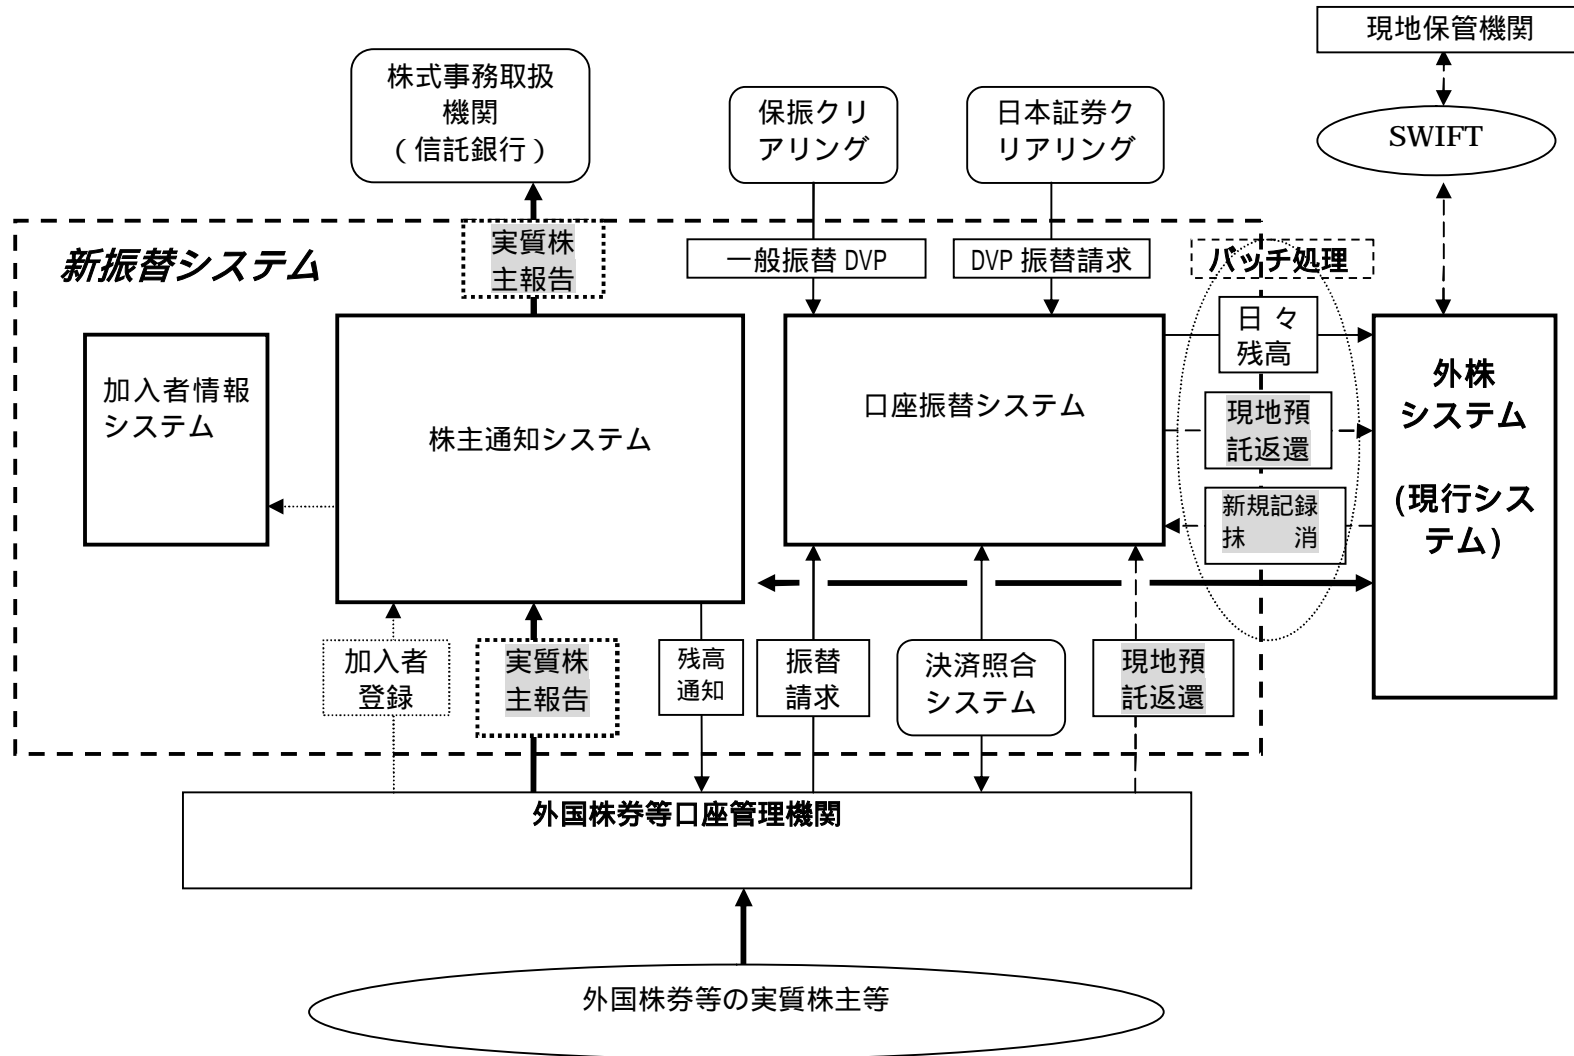 現地保管機関
株式事務取扱
機関
（信託銀行）
保振クリ
アリング
日本証券ク
リアリング
SWIFT
新振替システム
実質株
主報告
一般振替 DVP
DVP 振替請求
バッチ処理
日々
残高
加入者情報
システム
株主通知システム
口座振替システム
現地預
託返還
外株
システム
(現行シス
テム)
新規記録
抹　　消
加入者
登録
実質株
主報告
残高
通知
振替
請求
決済照合
システム
現地預
託返還
外国株券等口座管理機関
外国株券等の実質株主等